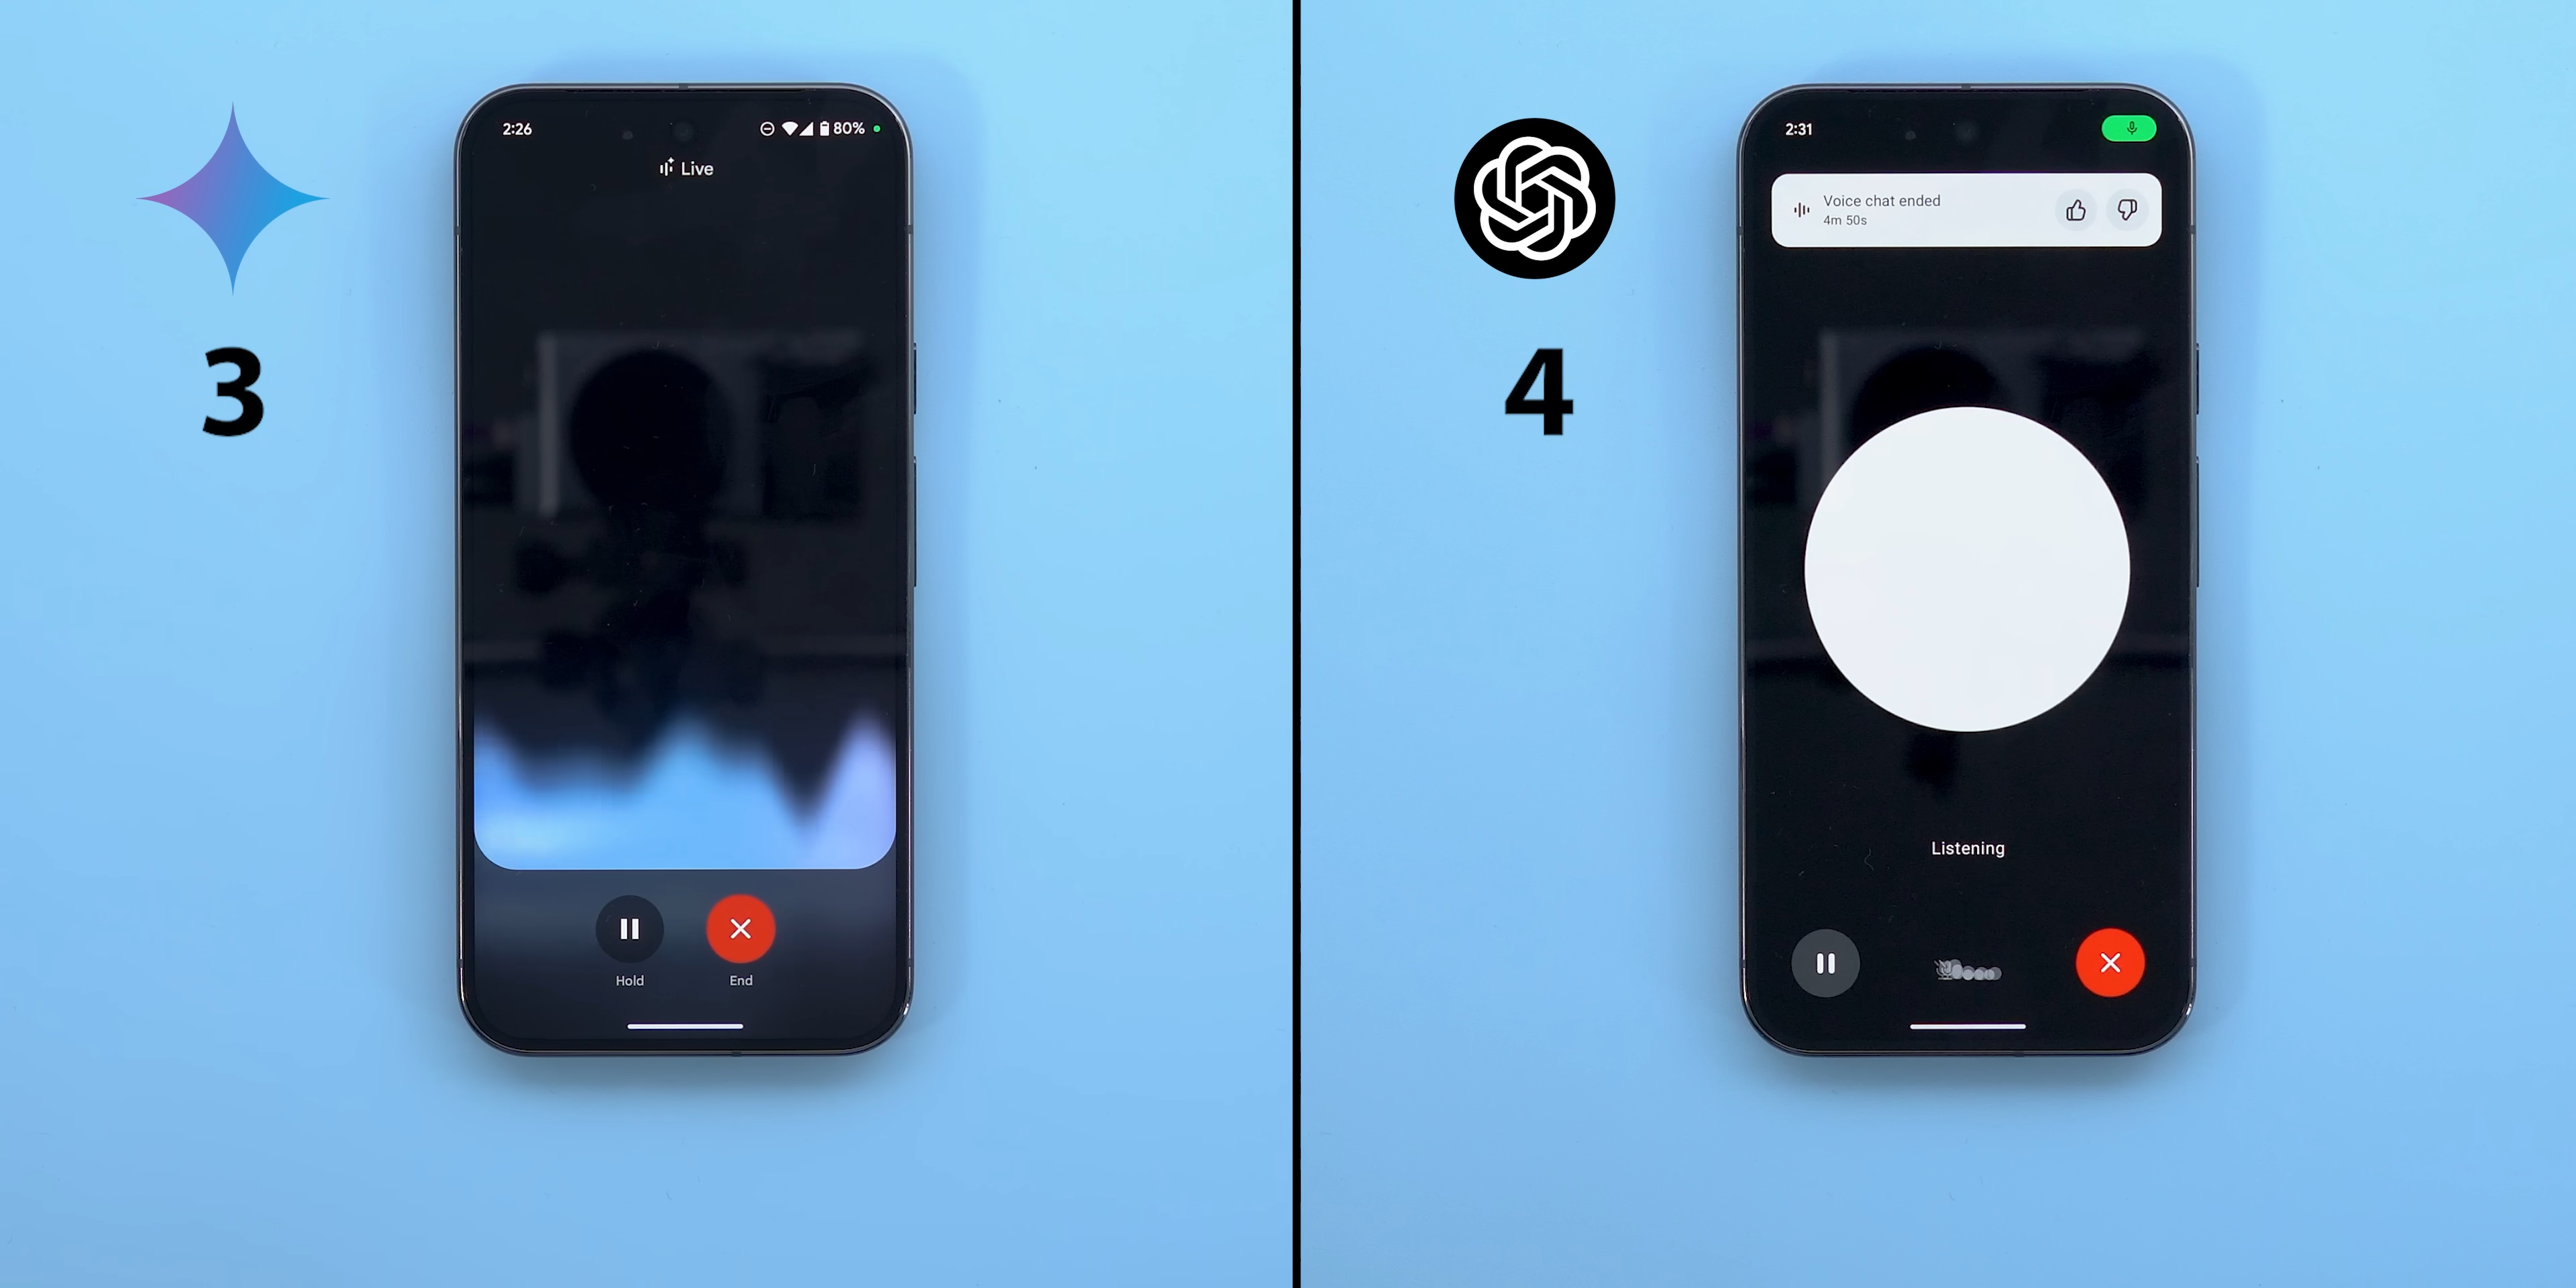 3
2:26
80%
Live
Hold
End
4
2:31
Voice chat ended
4m 50s
Listening